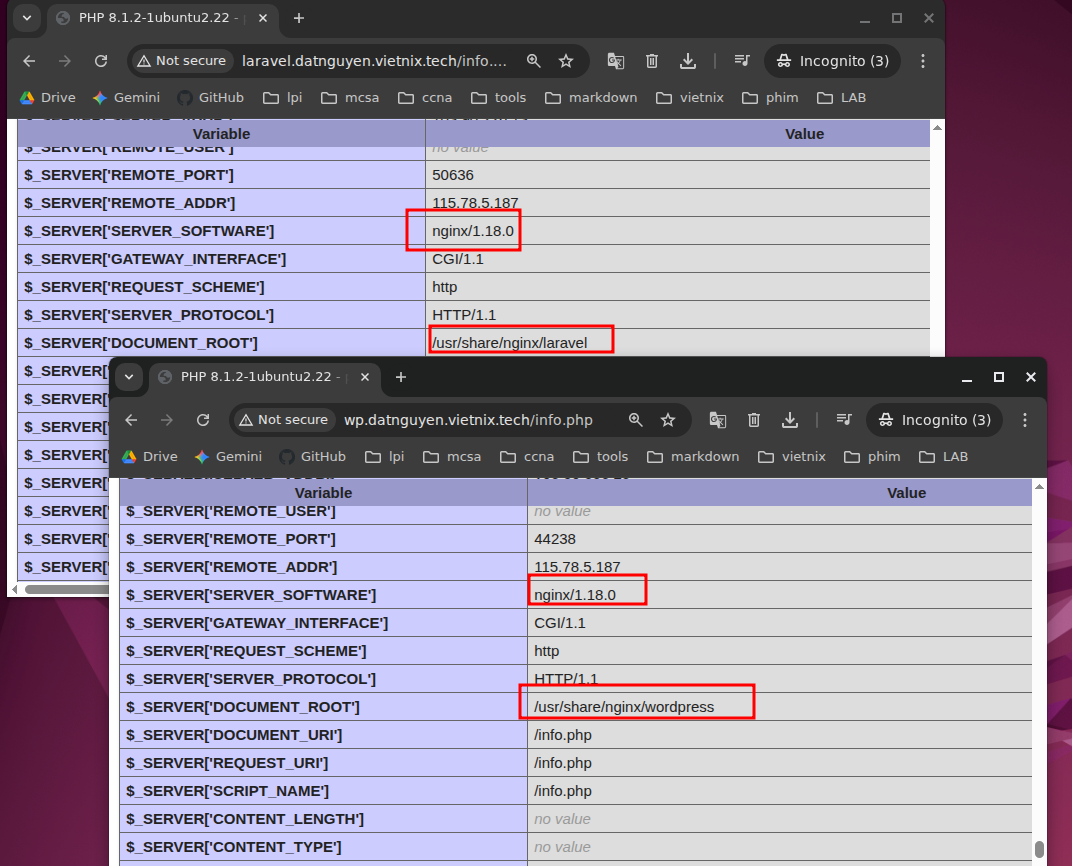 PHP 8.1.2-1ubuntu2.22 -
Not secure laravel.datnguyen.vietnix.tech/info.... Incognito (3)
Drive Gemini GitHub lpi mcsa ccna tools markdown vietnix phim LAB
Variable Value
$_SERVER['REMOTE_USER'] no value
$_SERVER['REMOTE_PORT'] 50636
$_SERVER['REMOTE_ADDR'] 115.78.5.187
$_SERVER['SERVER_SOFTWARE'] nginx/1.18.0
$_SERVER['GATEWAY_INTERFACE'] CGI/1.1
$_SERVER['REQUEST_SCHEME'] http
$_SERVER['SERVER_PROTOCOL'] HTTP/1.1
$_SERVER['DOCUMENT_ROOT'] /usr/share/nginx/laravel
$_SERVER['
$_SERVER['
$_SERVER['
$_SERVER['
$_SERVER['
$_SERVER['
$_SERVER['
$_SERVER['
PHP 8.1.2-1ubuntu2.22 -
Not secure wp.datnguyen.vietnix.tech/info.php Incognito (3)
Drive Gemini GitHub lpi mcsa ccna tools markdown vietnix phim LAB
Variable Value
$_SERVER['REMOTE_USER'] no value
$_SERVER['REMOTE_PORT'] 44238
$_SERVER['REMOTE_ADDR'] 115.78.5.187
$_SERVER['SERVER_SOFTWARE'] nginx/1.18.0
$_SERVER['GATEWAY_INTERFACE'] CGI/1.1
$_SERVER['REQUEST_SCHEME'] http
$_SERVER['SERVER_PROTOCOL'] HTTP/1.1
$_SERVER['DOCUMENT_ROOT'] /usr/share/nginx/wordpress
$_SERVER['DOCUMENT_URI'] /info.php
$_SERVER['REQUEST_URI'] /info.php
$_SERVER['SCRIPT_NAME'] /info.php
$_SERVER['CONTENT_LENGTH'] no value
$_SERVER['CONTENT_TYPE'] no value